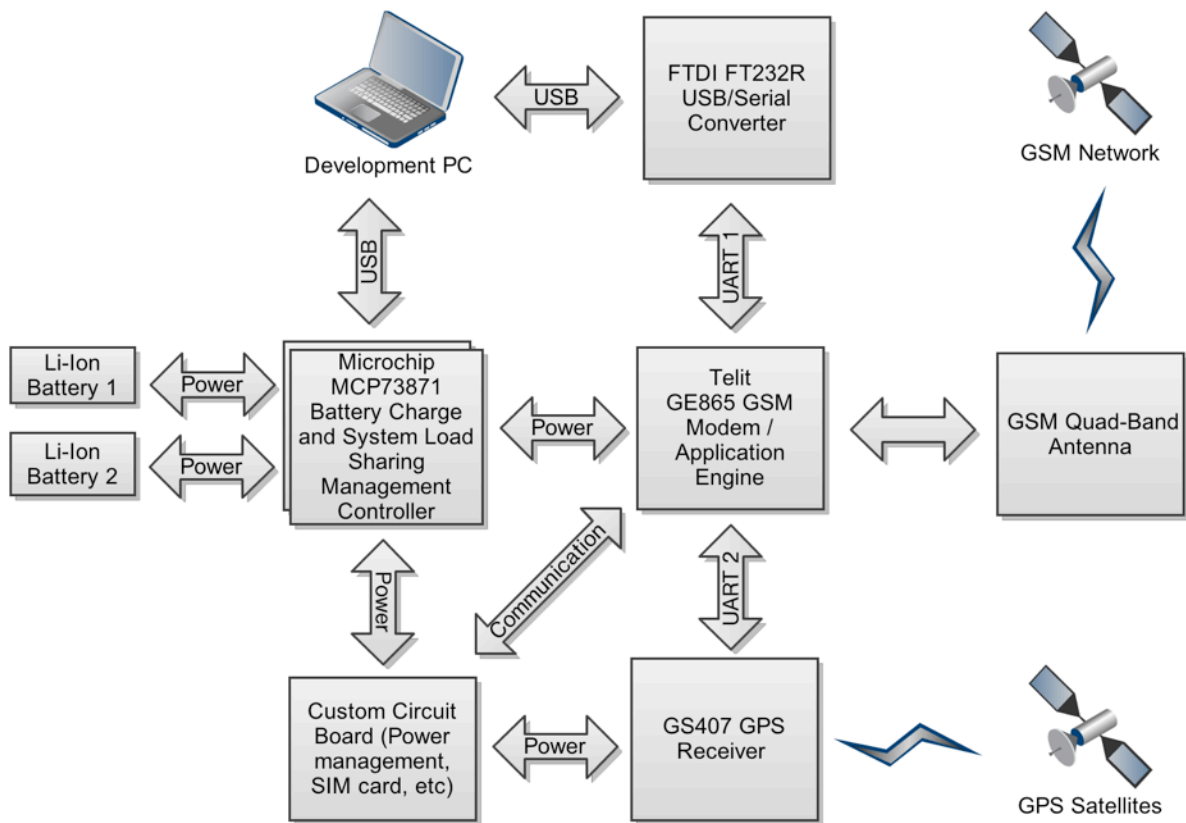 FTDI FT232R
USB/Serial
Converter
USB
Development PC
GSM Network
USB
UART 1
Li-Ion
Battery 1
Power
Microchip
MCP73871
Battery Charge
and System Load
Sharing
Management
Controller
Power
Telit
GE865 GSM
Modem /
Application
Engine
GSM Quad-Band
Antenna
Li-Ion
Battery 2
Power
Power
Communication
UART 2
Custom Circuit
Board (Power
management,
SIM card, etc)
Power
GS407 GPS
Receiver
GPS Satellites